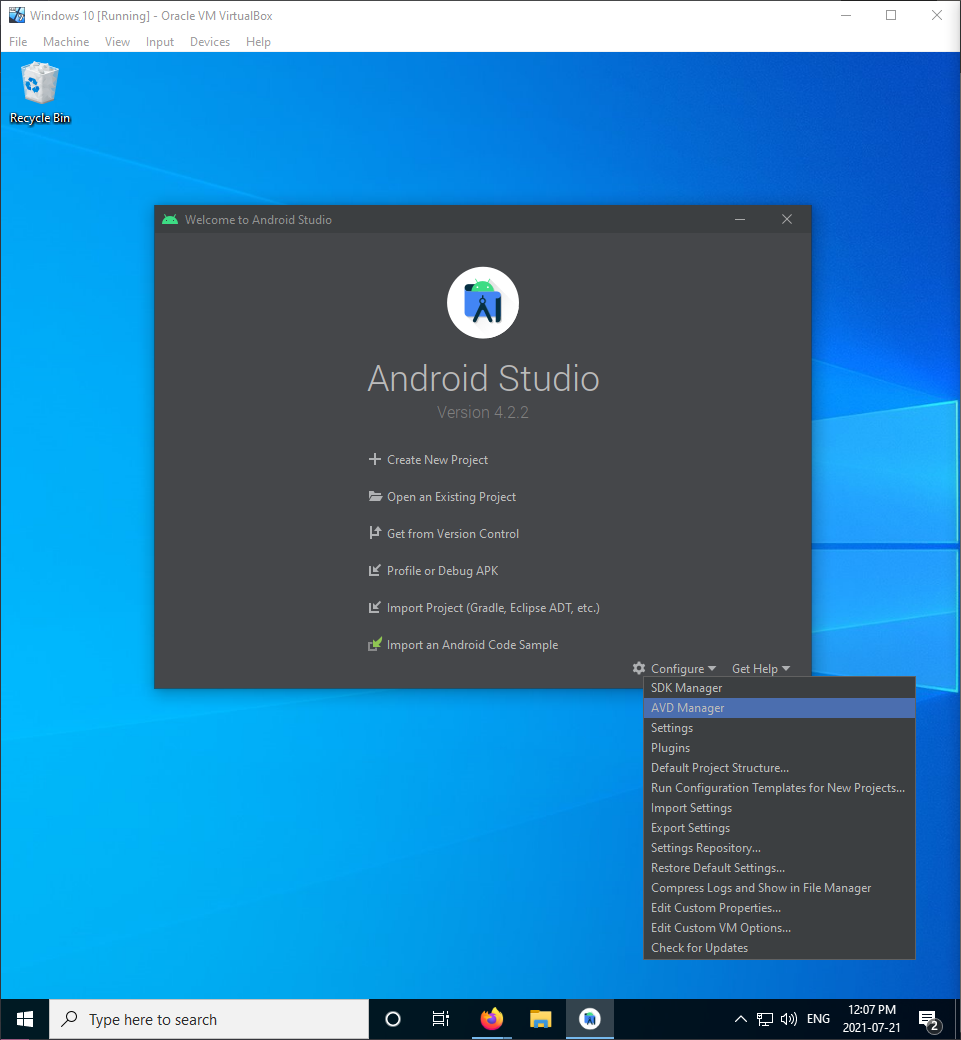 Windows 10 [Running] - Oracle VM VirtualBox
File Machine View Input Devices Help
Recycle Bin
Welcome to Android Studio
Android Studio
Version 4.2.2
Create New Project
Open an Existing Project
Get from Version Control
Profile or Debug APK
Import Project (Gradle, Eclipse ADT, etc.)
Import an Android Code Sample
Configure Get Help
SDK Manager
AVD Manager
Settings
Plugins
Default Project Structure...
Run Configuration Templates for New Projects...
Import Settings
Export Settings
Settings Repository...
Restore Default Settings...
Compress Logs and Show in File Manager
Edit Custom Properties...
Edit Custom VM Options...
Check for Updates
Type here to search
ENG
12:07 PM
2021-07-21
2